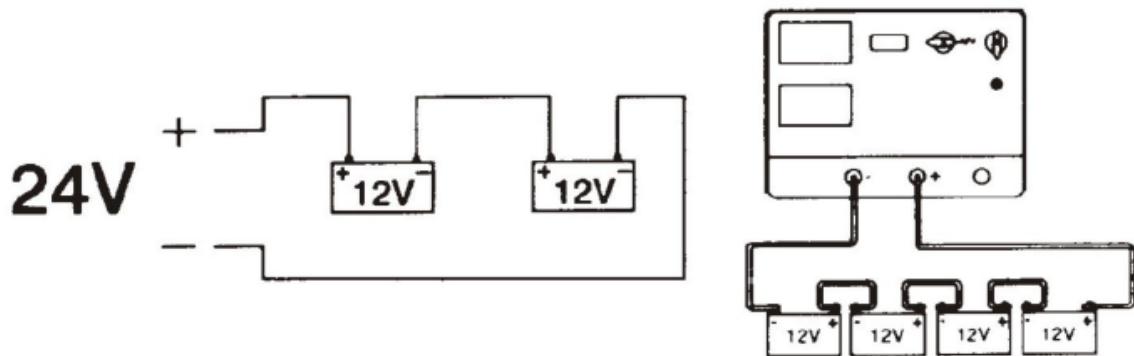 +
24V
−
+ − 12V
+ − 12V
- +
- + 12V
- + 12V
- + 12V
- + 12V